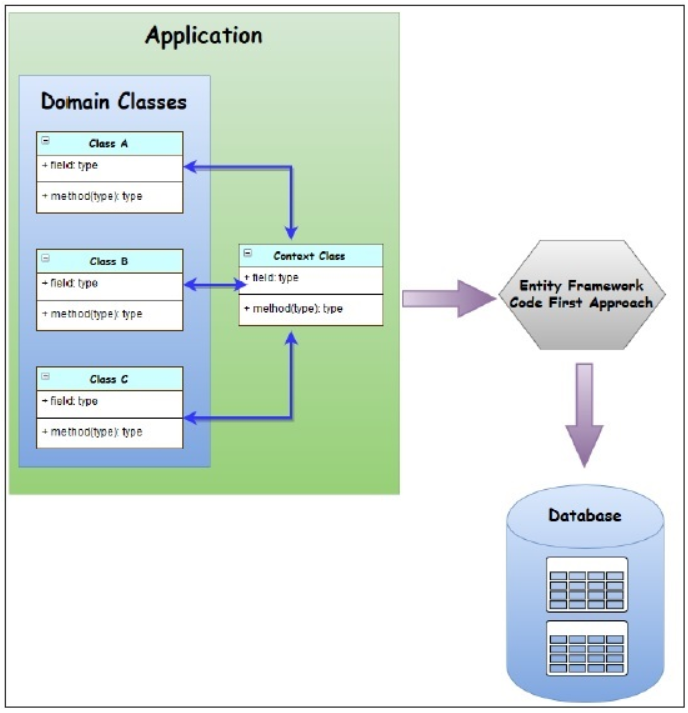 Application
Domain Classes
Class A
+ field: type
+ method(type): type
Class B
+ field: type
+ method(type): type
Class C
+ field: type
+ method(type): type
Context Class
+ field: type
+ method(type): type
Entity Framework
Code First Approach
Database